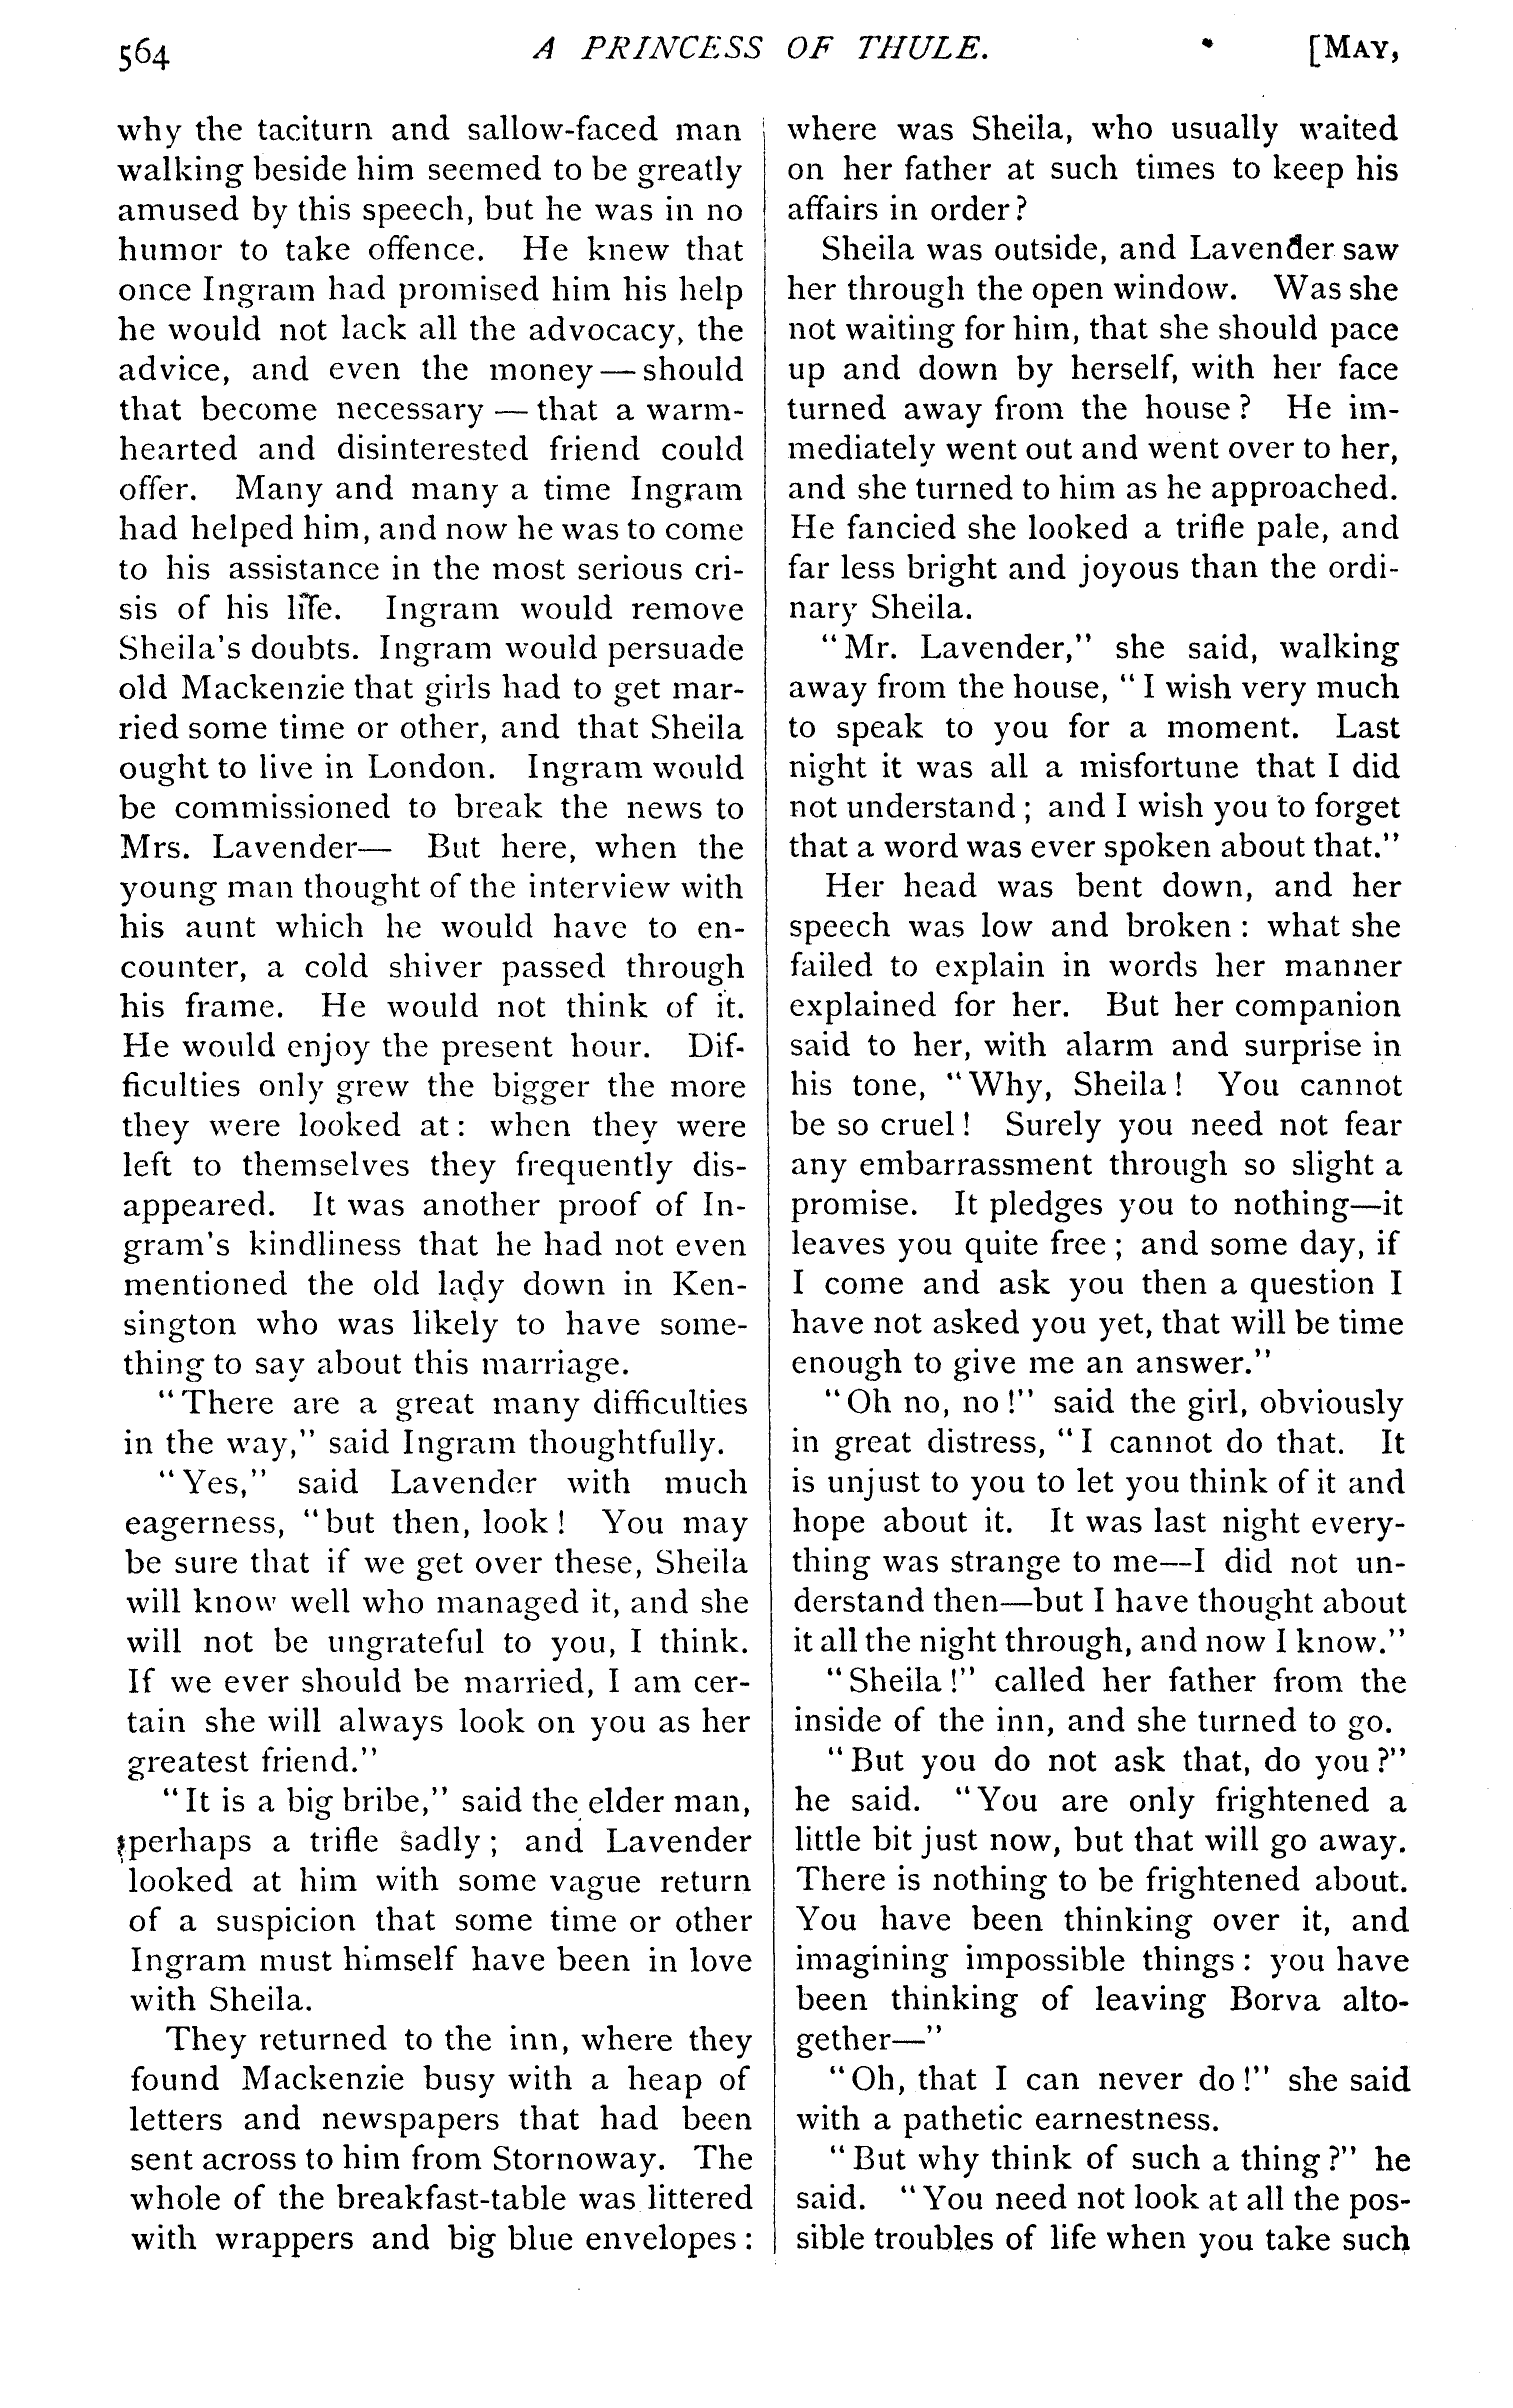 564
A PRINCESS OF THULE.
[MAY,
why the taciturn and sallow-faced man
walking beside him seemed to be greatly
amused by this speech, but he was in no
humor to take offence. He knew that
once Ingram had promised him his help
he would not lack all the advocacy, the
advice, and even the money — should
that become necessary — that a warm-
hearted and disinterested friend could
offer. Many and many a time Ingram
had helped him, and now he was to come
to his assistance in the most serious cri-
sis of his life. Ingram would remove
Sheila's doubts. Ingram would persuade
old Mackenzie that girls had to get mar-
ried some time or other, and that Sheila
ought to live in London. Ingram would
be commissioned to break the news to
Mrs. Lavender— But here, when the
young man thought of the interview with
his aunt which he would have to en-
counter, a cold shiver passed through
his frame. He would not think of it.
He would enjoy the present hour. Dif-
ficulties only grew the bigger the more
they were looked at: when they were
left to themselves they frequently dis-
appeared. It was another proof of In-
gram's kindliness that he had not even
mentioned the old lady down in Ken-
sington who was likely to have some-
thing to say about this marriage.
"There are a great many difficulties
in the way," said Ingram thoughtfully.
"Yes," said Lavender with much
eagerness, "but then, look! You may
be sure that if we get over these, Sheila
will know well who managed it, and she
will not be ungrateful to you, I think.
If we ever should be married, I am cer-
tain she will always look on you as her
greatest friend."
"It is a big bribe," said the elder man,
perhaps a trifle sadly; and Lavender
looked at him with some vague return
of a suspicion that some time or other
Ingram must himself have been in love
with Sheila.
They returned to the inn, where they
found Mackenzie busy with a heap of
letters and newspapers that had been
sent across to him from Stornoway. The
whole of the breakfast-table was littered
with wrappers and big blue envelopes:
where was Sheila, who usually waited
on her father at such times to keep his
affairs in order?
Sheila was outside, and Lavender saw
her through the open window. Was she
not waiting for him, that she should pace
up and down by herself, with her face
turned away from the house? He im-
mediately went out and went over to her,
and she turned to him as he approached.
He fancied she looked a trifle pale, and
far less bright and joyous than the ordi-
nary Sheila.
"Mr. Lavender," she said, walking
away from the house, "I wish very much
to speak to you for a moment. Last
night it was all a misfortune that I did
not understand; and I wish you to forget
that a word was ever spoken about that."
Her head was bent down, and her
speech was low and broken: what she
failed to explain in words her manner
explained for her. But her companion
said to her, with alarm and surprise in
his tone, "Why, Sheila! You cannot
be so cruel! Surely you need not fear
any embarrassment through so slight a
promise. It pledges you to nothing—it
leaves you quite free; and some day, if
I come and ask you then a question I
have not asked you yet, that will be time
enough to give me an answer."
"Oh no, no!" said the girl, obviously
in great distress, "I cannot do that. It
is unjust to you to let you think of it and
hope about it. It was last night every-
thing was strange to me—I did not un-
derstand then—but I have thought about
it all the night through, and now I know."
"Sheila!" called her father from the
inside of the inn, and she turned to go.
"But you do not ask that, do you?"
he said. "You are only frightened a
little bit just now, but that will go away.
There is nothing to be frightened about.
You have been thinking over it, and
imagining impossible things: you have
been thinking of leaving Borva alto-
gether—"
"Oh, that I can never do!" she said
with a pathetic earnestness.
"But why think of such a thing?" he
said. "You need not look at all the pos-
sible troubles of life when you take such